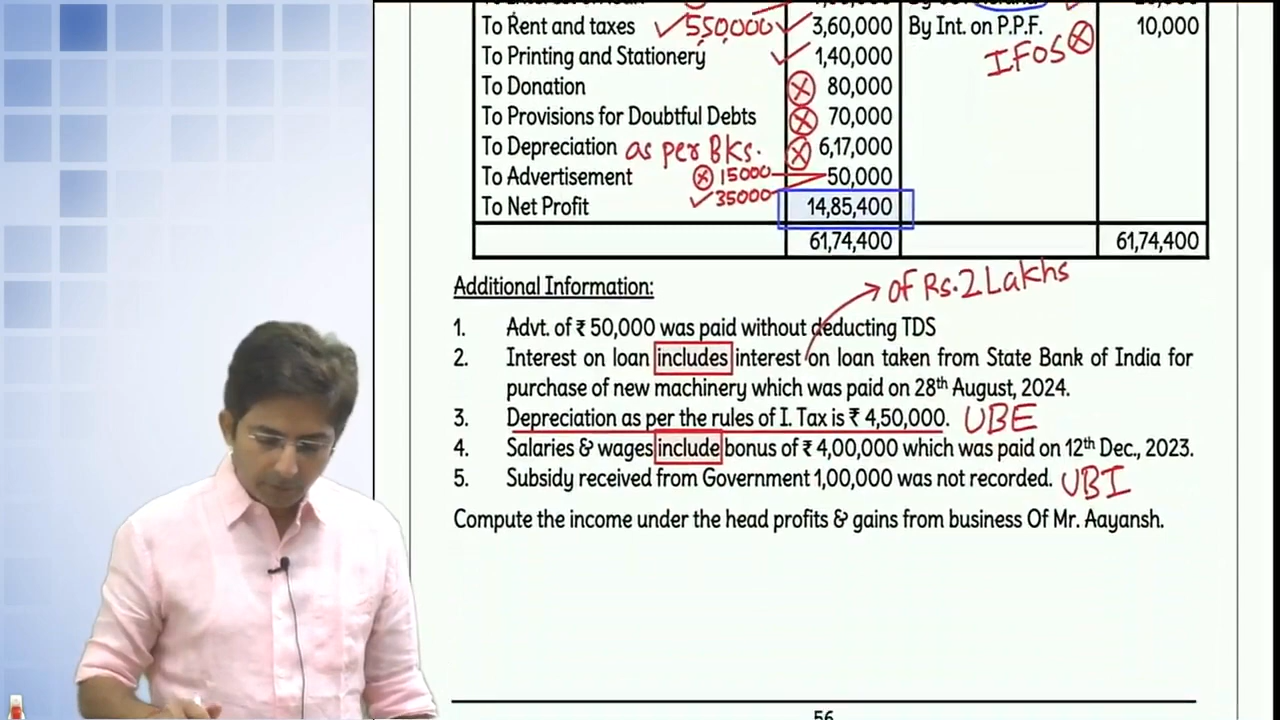 To Rent and taxes ✓ 550000 ✓ 3,60,000 By Int. on P.P.F. 10,000
IFOS ⓧ
To Printing and Stationery ✓ 1,40,000
To Donation ⓧ 80,000
To Provisions for Doubtful Debts ⓧ 70,000
To Depreciation as per Bks. ⓧ 6,17,000
To Advertisement ⓧ 15000 50,000
✓ 35000
To Net Profit 14,85,400
61,74,400 61,74,400
of Rs.2 Lakhs
Additional Information:
1. Advt. of ₹ 50,000 was paid without deducting TDS
2. Interest on loan includes interest on loan taken from State Bank of India for
purchase of new machinery which was paid on 28th August, 2024.
3. Depreciation as per the rules of I. Tax is ₹ 4,50,000. UBE
4. Salaries & wages include bonus of ₹ 4,00,000 which was paid on 12th Dec., 2023.
5. Subsidy received from Government 1,00,000 was not recorded. UBI
Compute the income under the head profits & gains from business Of Mr. Aayansh.
56